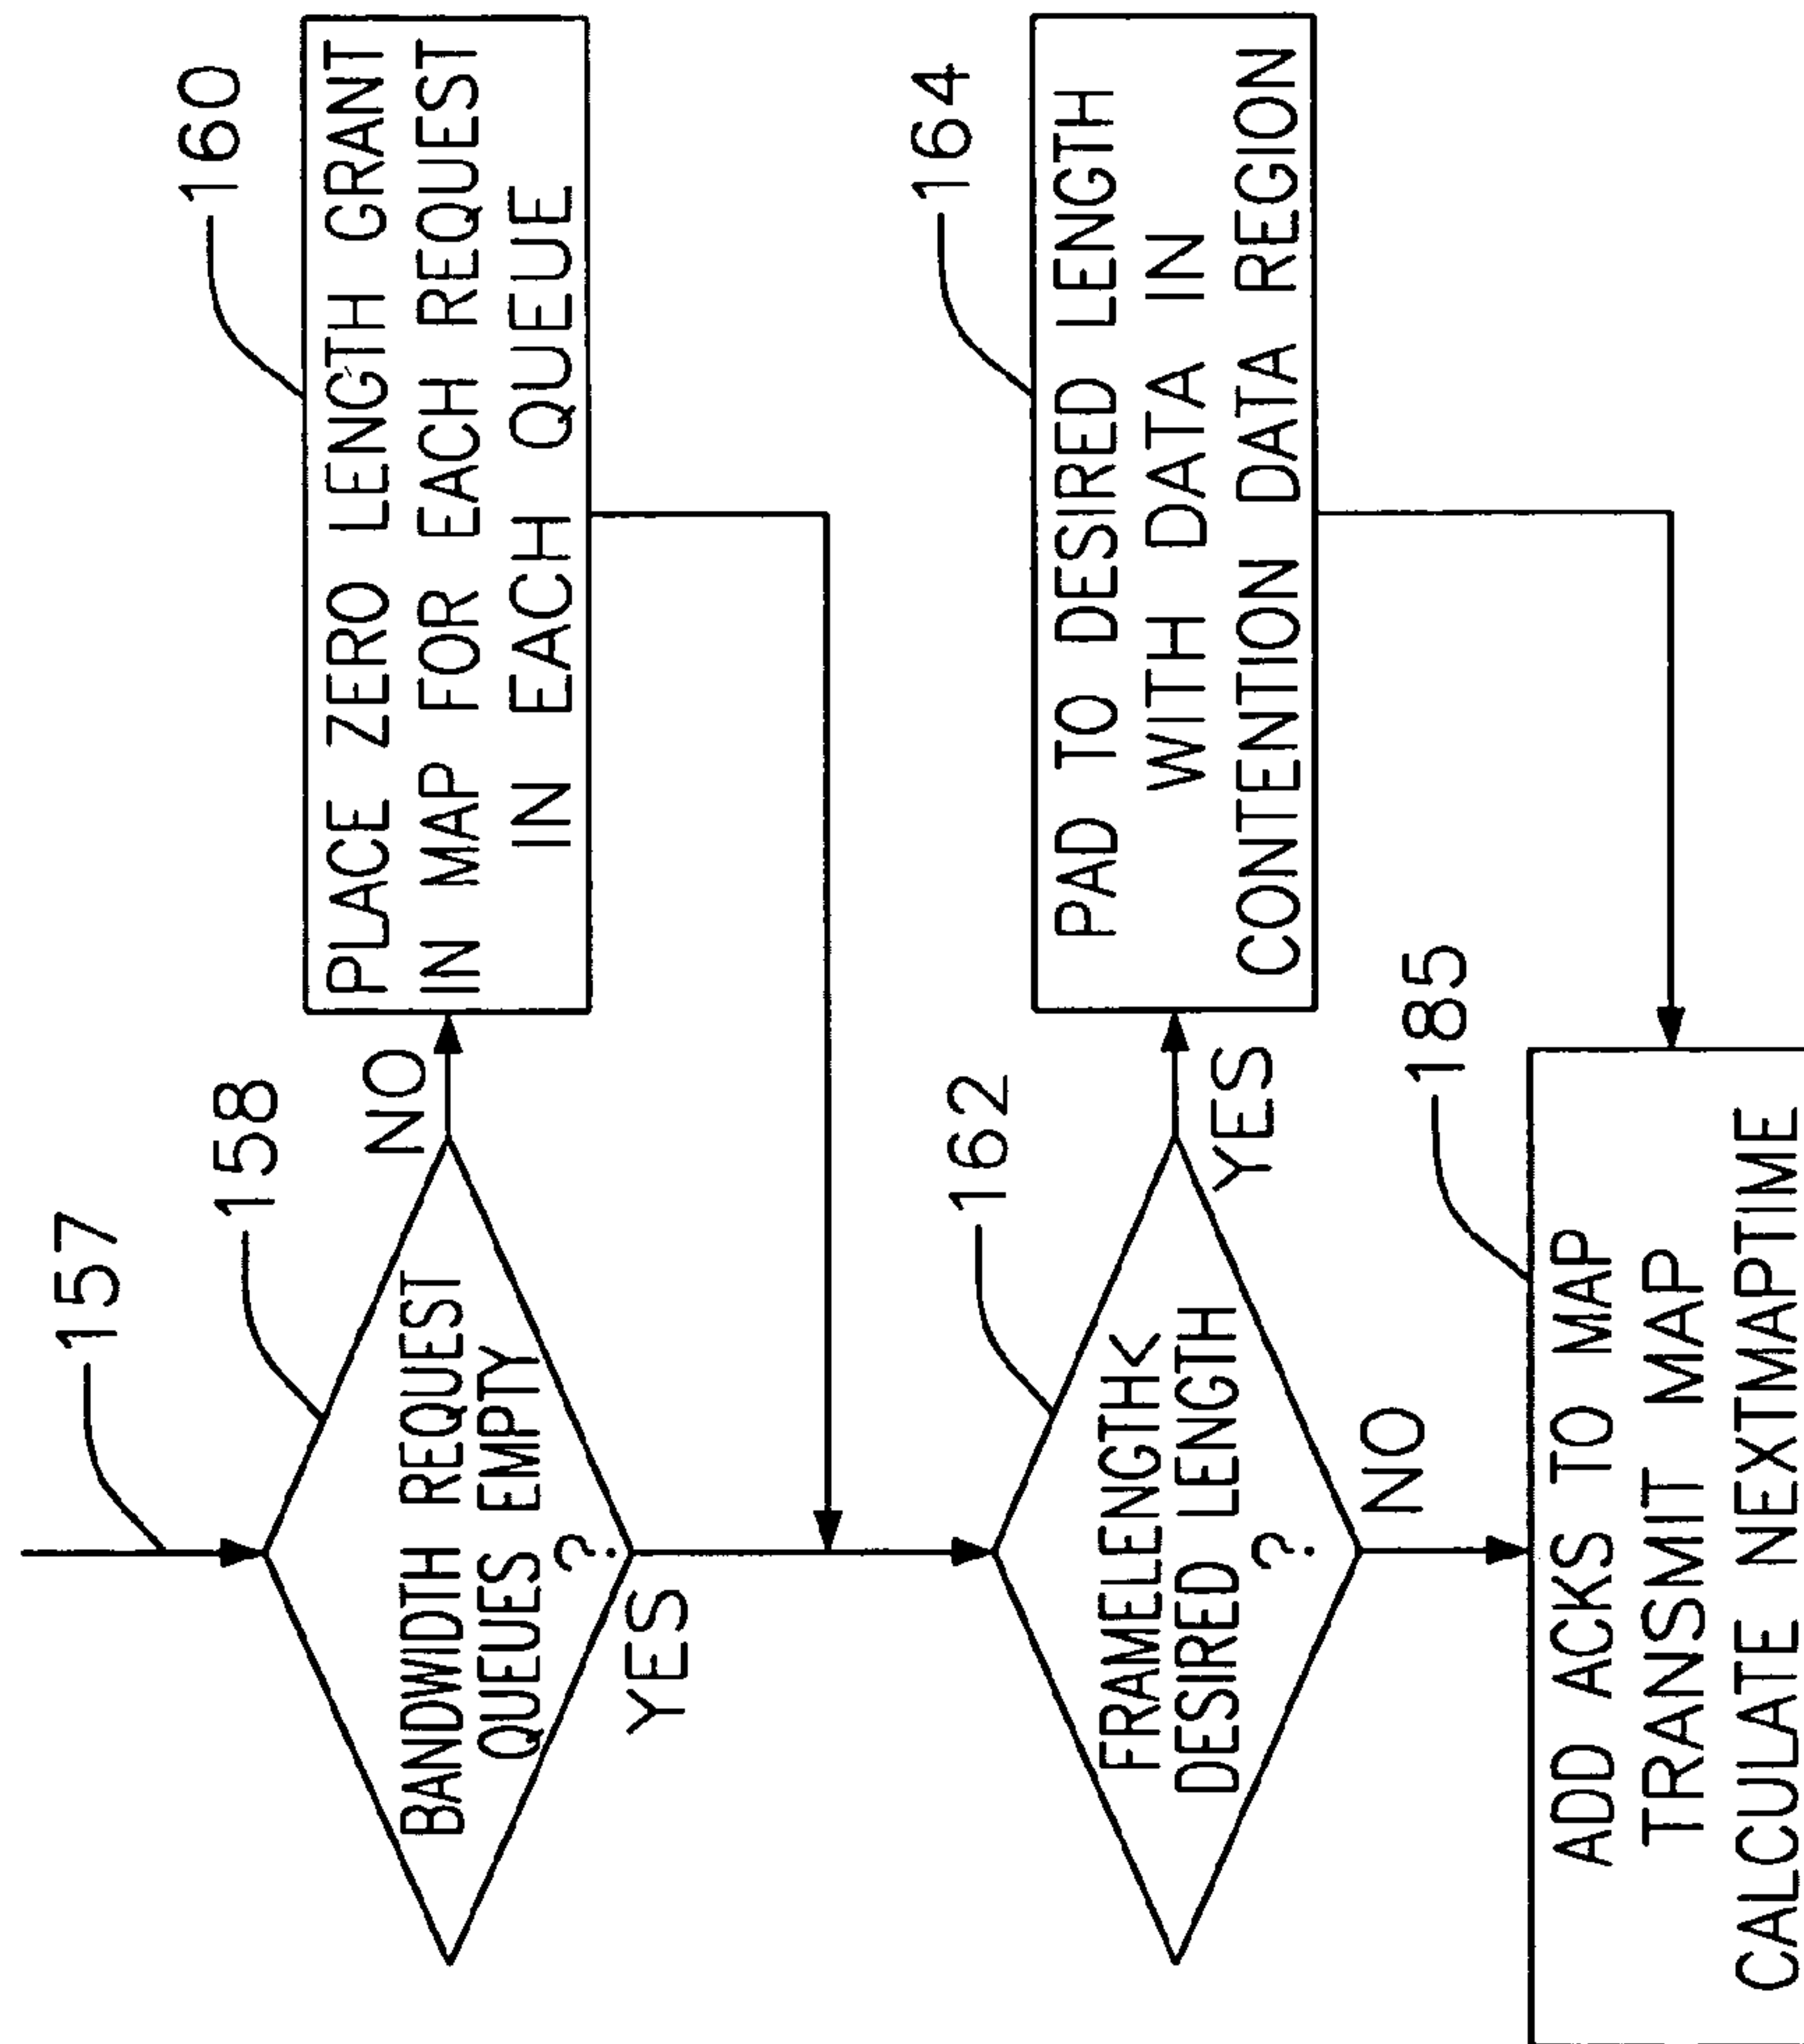 157
158
BANDWIDTH REQUEST
QUEUES EMPTY
?
NO
YES
160
PLACE ZERO LENGTH GRANT
IN MAP FOR EACH REQUEST
IN EACH QUEUE
162
FRAMELENGTH<
DESIRED LENGTH
?
YES
NO
164
PAD TO DESIRED LENGTH
WITH DATA IN
CONTENTION DATA REGION
185
ADD ACKS TO MAP
TRANSMIT MAP
CALCULATE NEXTMAPTIME